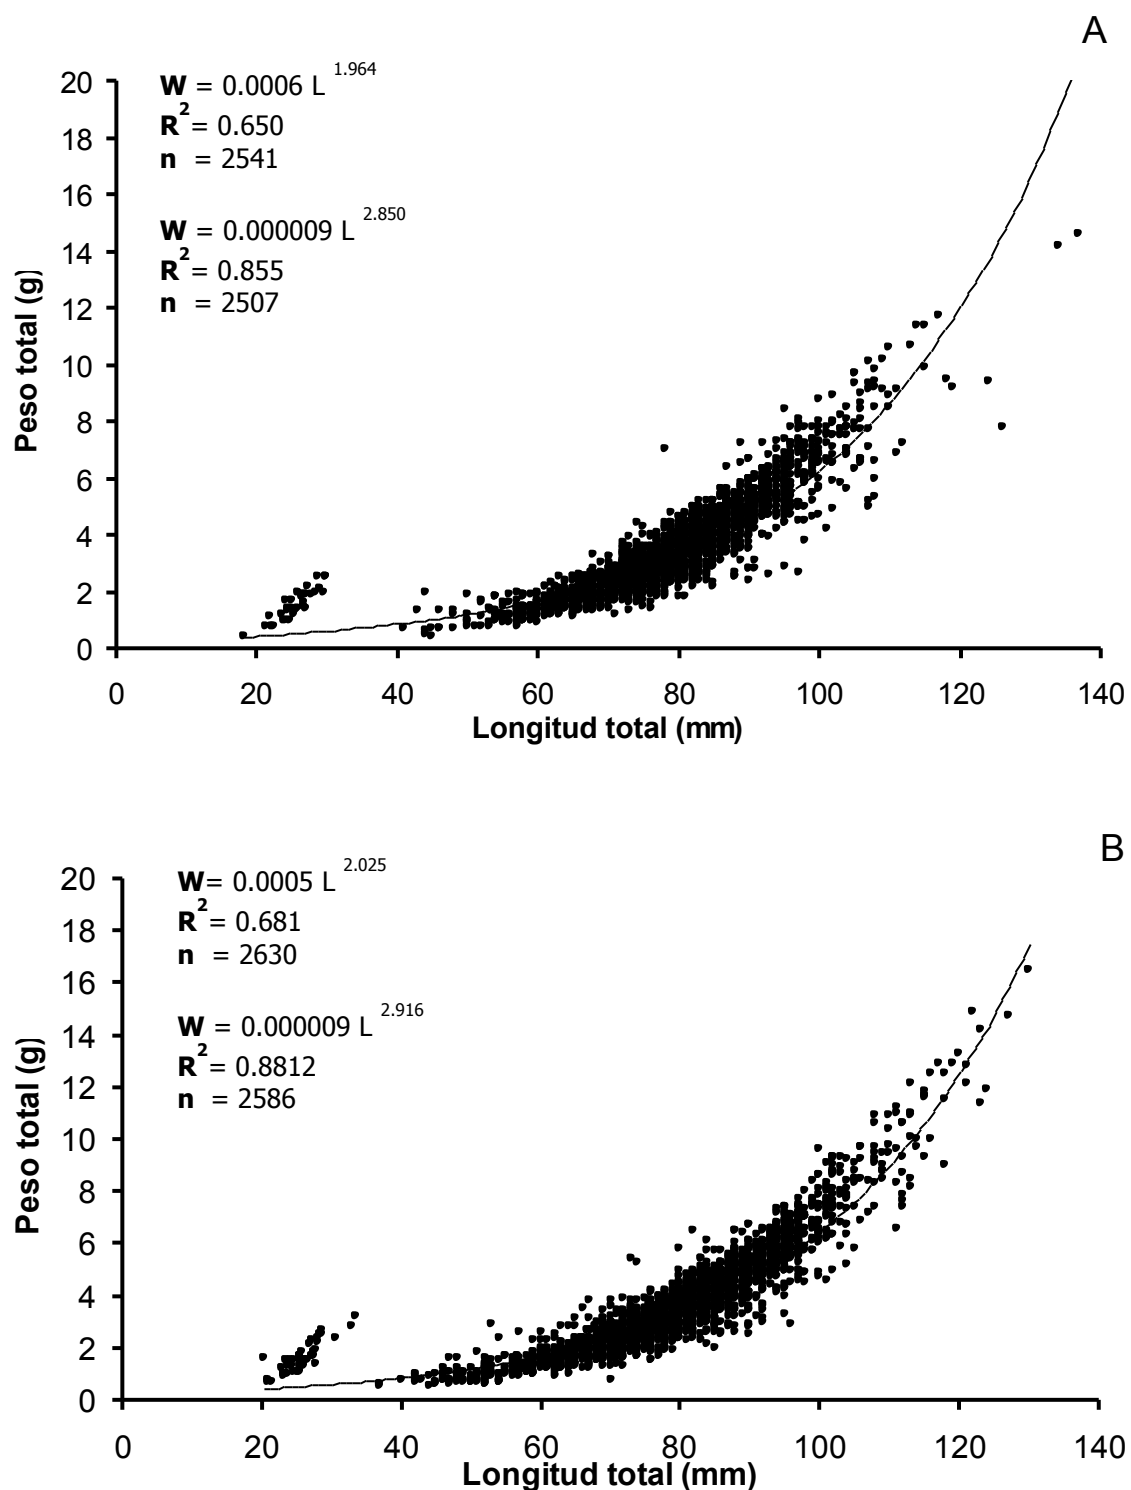 A
W = 0.0006 L 1.964
R2= 0.650
n = 2541
W = 0.000009 L 2.850
R2= 0.855
n = 2507
Peso total (g)
20
18
16
14
12
10
8
6
4
2
0
0 20 40 60 80 100 120 140
Longitud total (mm)
B
W= 0.0005 L 2.025
R2= 0.681
n = 2630
W = 0.000009 L 2.916
R2= 0.8812
n = 2586
Peso total (g)
20
18
16
14
12
10
8
6
4
2
0
0 20 40 60 80 100 120 140
Longitud total (mm)